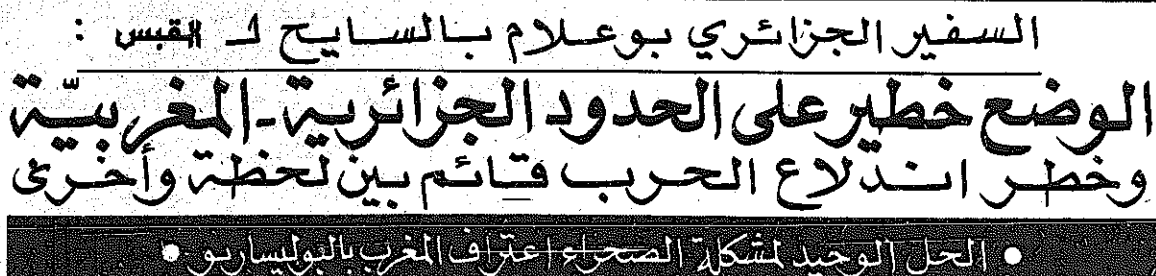 السفير الجزائري بوعلام بالسايح لـ القبس :
الوضع خطير على الحدود الجزائرية-المغربيّة
وخطر اندلاع الحرب قائم بين لحظة وأخرى
• الحل الوحيد لمشكلة الصحراء اعتراف المغرب بالبوليساريو •